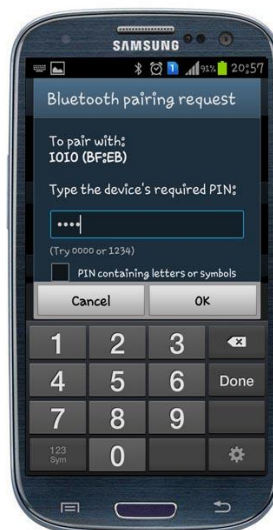 SAMSUNG
1 91% 20:57
Bluetooth pairing request
To pair with:
IOIO (BF:EB)
Type the device's required PIN:
••••
(Try 0000 or 1234)
PIN containing letters or symbols
Cancel OK
1 2 3
4 5 6 Done
7 8 9
123
Sym 0